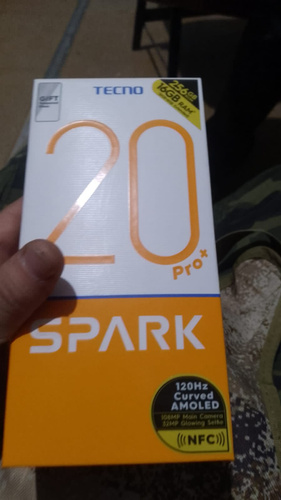 TECNO
GIFT
256GB
16GB RAM*
20
Pro+
SPARK
120Hz
Curved
AMOLED
108MP Main Camera
32MP Glowing Selfie
NFC